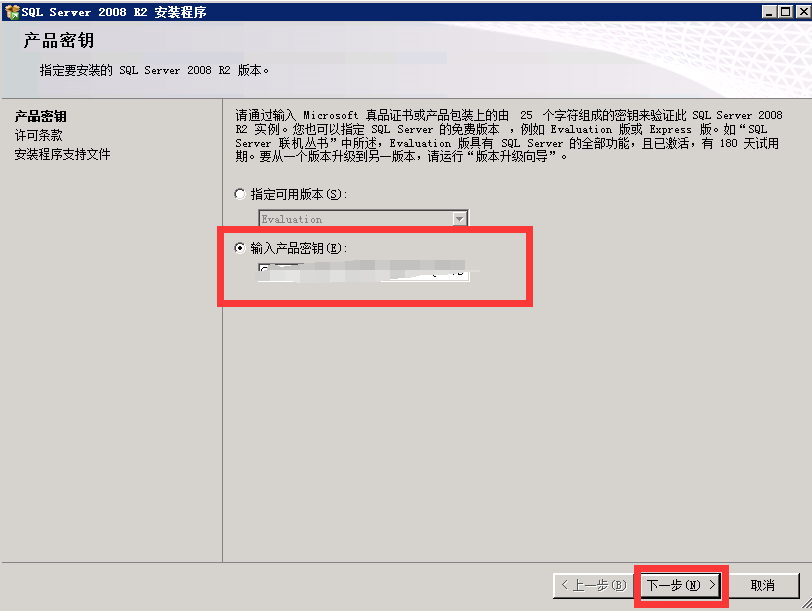 SQL Server 2008 R2 安装程序
产品密钥
指定要安装的 SQL Server 2008 R2 版本。
产品密钥
许可条款
安装程序支持文件
请通过输入 Microsoft 真品证书或产品包装上的由 25 个字符组成的密钥来验证此 SQL Server 2008
R2 实例。您也可以指定 SQL Server 的免费版本 ，例如 Evaluation 版或 Express 版。如“SQL
Server 联机丛书”中所述，Evaluation 版具有 SQL Server 的全部功能，且已激活，有 180 天试用
期。要从一个版本升级到另一版本，请运行“版本升级向导”。
指定可用版本(S):
Evaluation
输入产品密钥(E):
< 上一步(B)
下一步(N) >
取消